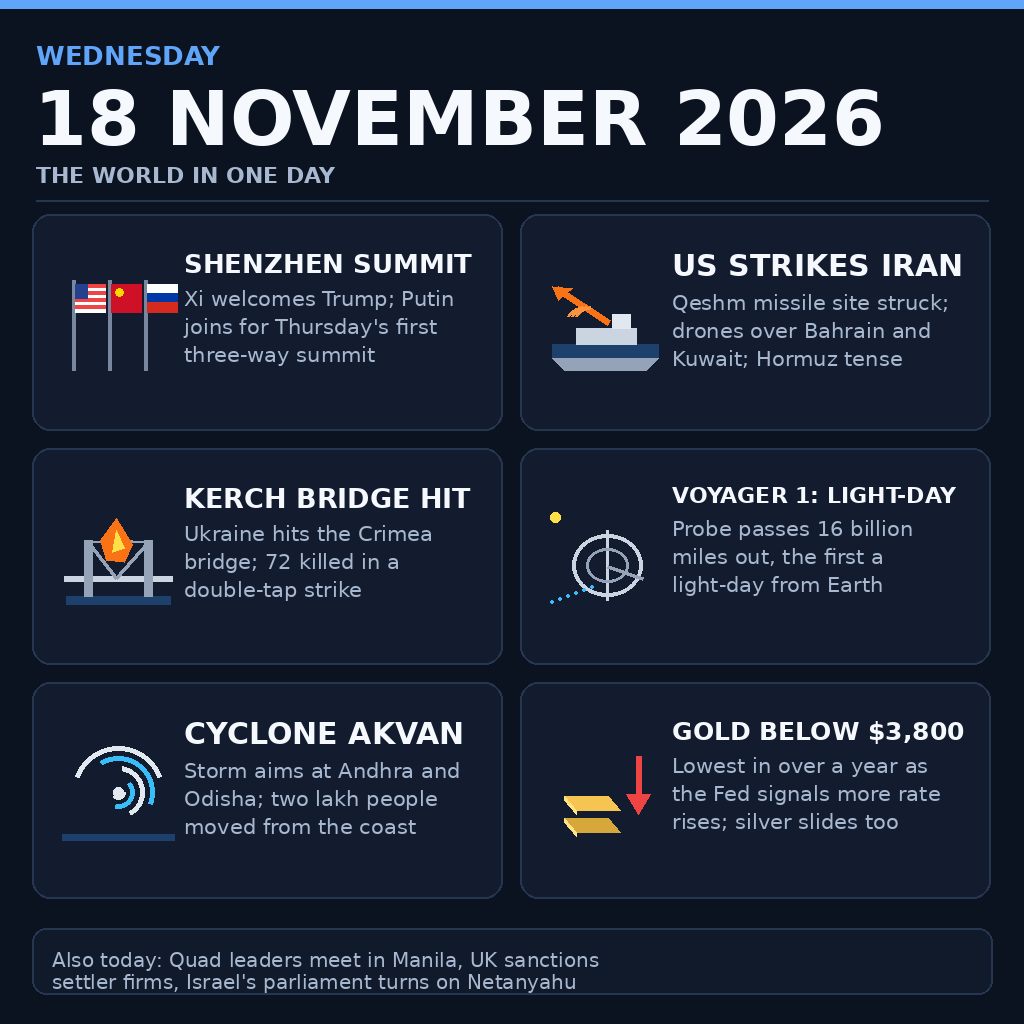 WEDNESDAY
18 NOVEMBER 2026
THE WORLD IN ONE DAY
SHENZHEN SUMMIT
Xi welcomes Trump; Putin
joins for Thursday's first
three-way summit
US STRIKES IRAN
Qeshm missile site struck;
drones over Bahrain and
Kuwait; Hormuz tense
KERCH BRIDGE HIT
Ukraine hits the Crimea
bridge; 72 killed in a
double-tap strike
VOYAGER 1: LIGHT-DAY
Probe passes 16 billion
miles out, the first a
light-day from Earth
CYCLONE AKVAN
Storm aims at Andhra and
Odisha; two lakh people
moved from the coast
GOLD BELOW $3,800
Lowest in over a year as
the Fed signals more rate
rises; silver slides too
Also today: Quad leaders meet in Manila, UK sanctions
settler firms, Israel's parliament turns on Netanyahu